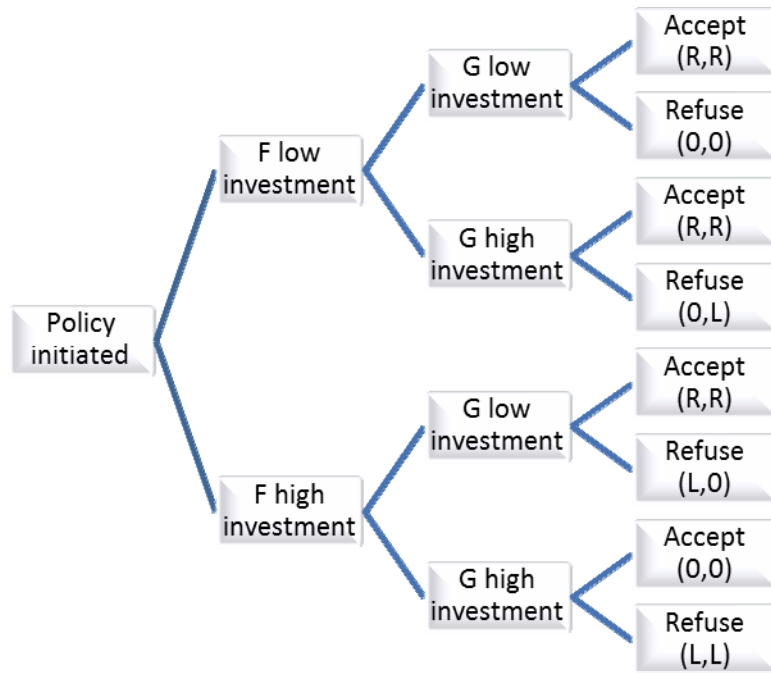 Policy
initiated
F low
investment
G low
investment
Accept
(R,R)
Refuse
(0,0)
G high
investment
Accept
(R,R)
Refuse
(0,L)
F high
investment
G low
investment
Accept
(R,R)
Refuse
(L,0)
G high
investment
Accept
(0,0)
Refuse
(L,L)